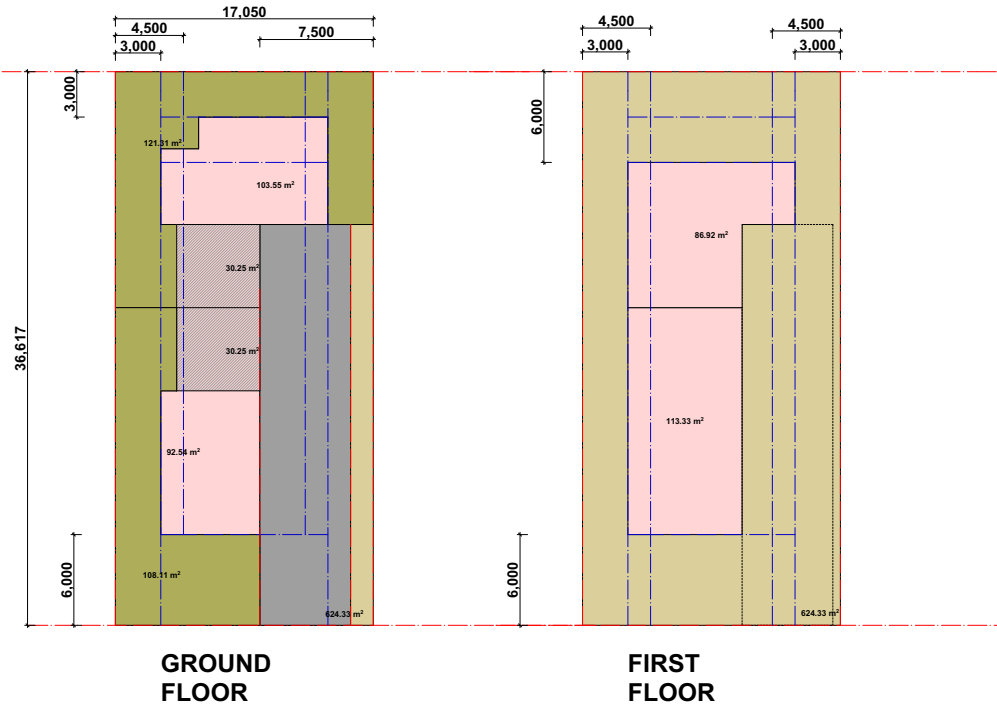 17,050
4,500
7,500
3,000
3,000
121.31 m²
103.55 m²
30.25 m²
30.25 m²
36,617
92.54 m²
108.11 m²
6,000
624.33 m²
GROUND
FLOOR
4,500
4,500
3,000
3,000
6,000
86.92 m²
113.33 m²
6,000
624.33 m²
FIRST
FLOOR